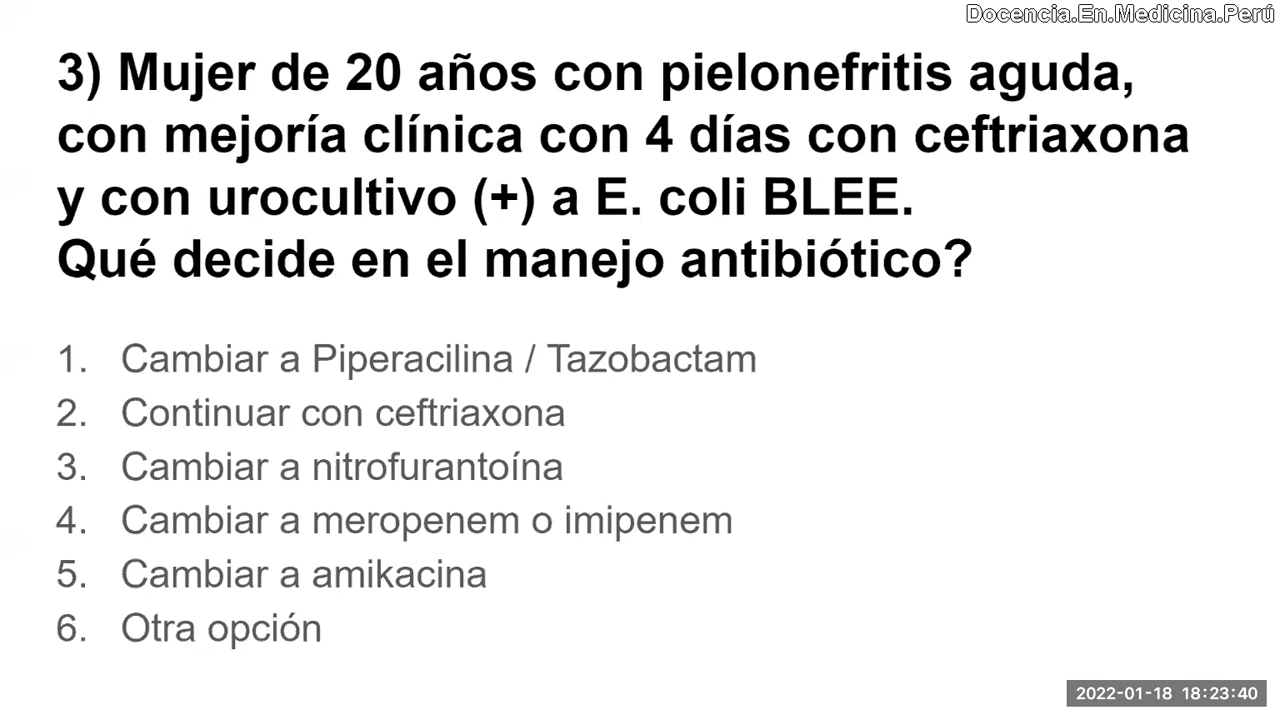 Docencia.En.Medicina.Perú
3) Mujer de 20 años con pielonefritis aguda,
con mejoría clínica con 4 días con ceftriaxona
y con urocultivo (+) a E. coli BLEE.
Qué decide en el manejo antibiótico?
1. Cambiar a Piperacilina / Tazobactam
2. Continuar con ceftriaxona
3. Cambiar a nitrofurantoína
4. Cambiar a meropenem o imipenem
5. Cambiar a amikacina
6. Otra opción
2022-01-18 18:23:40